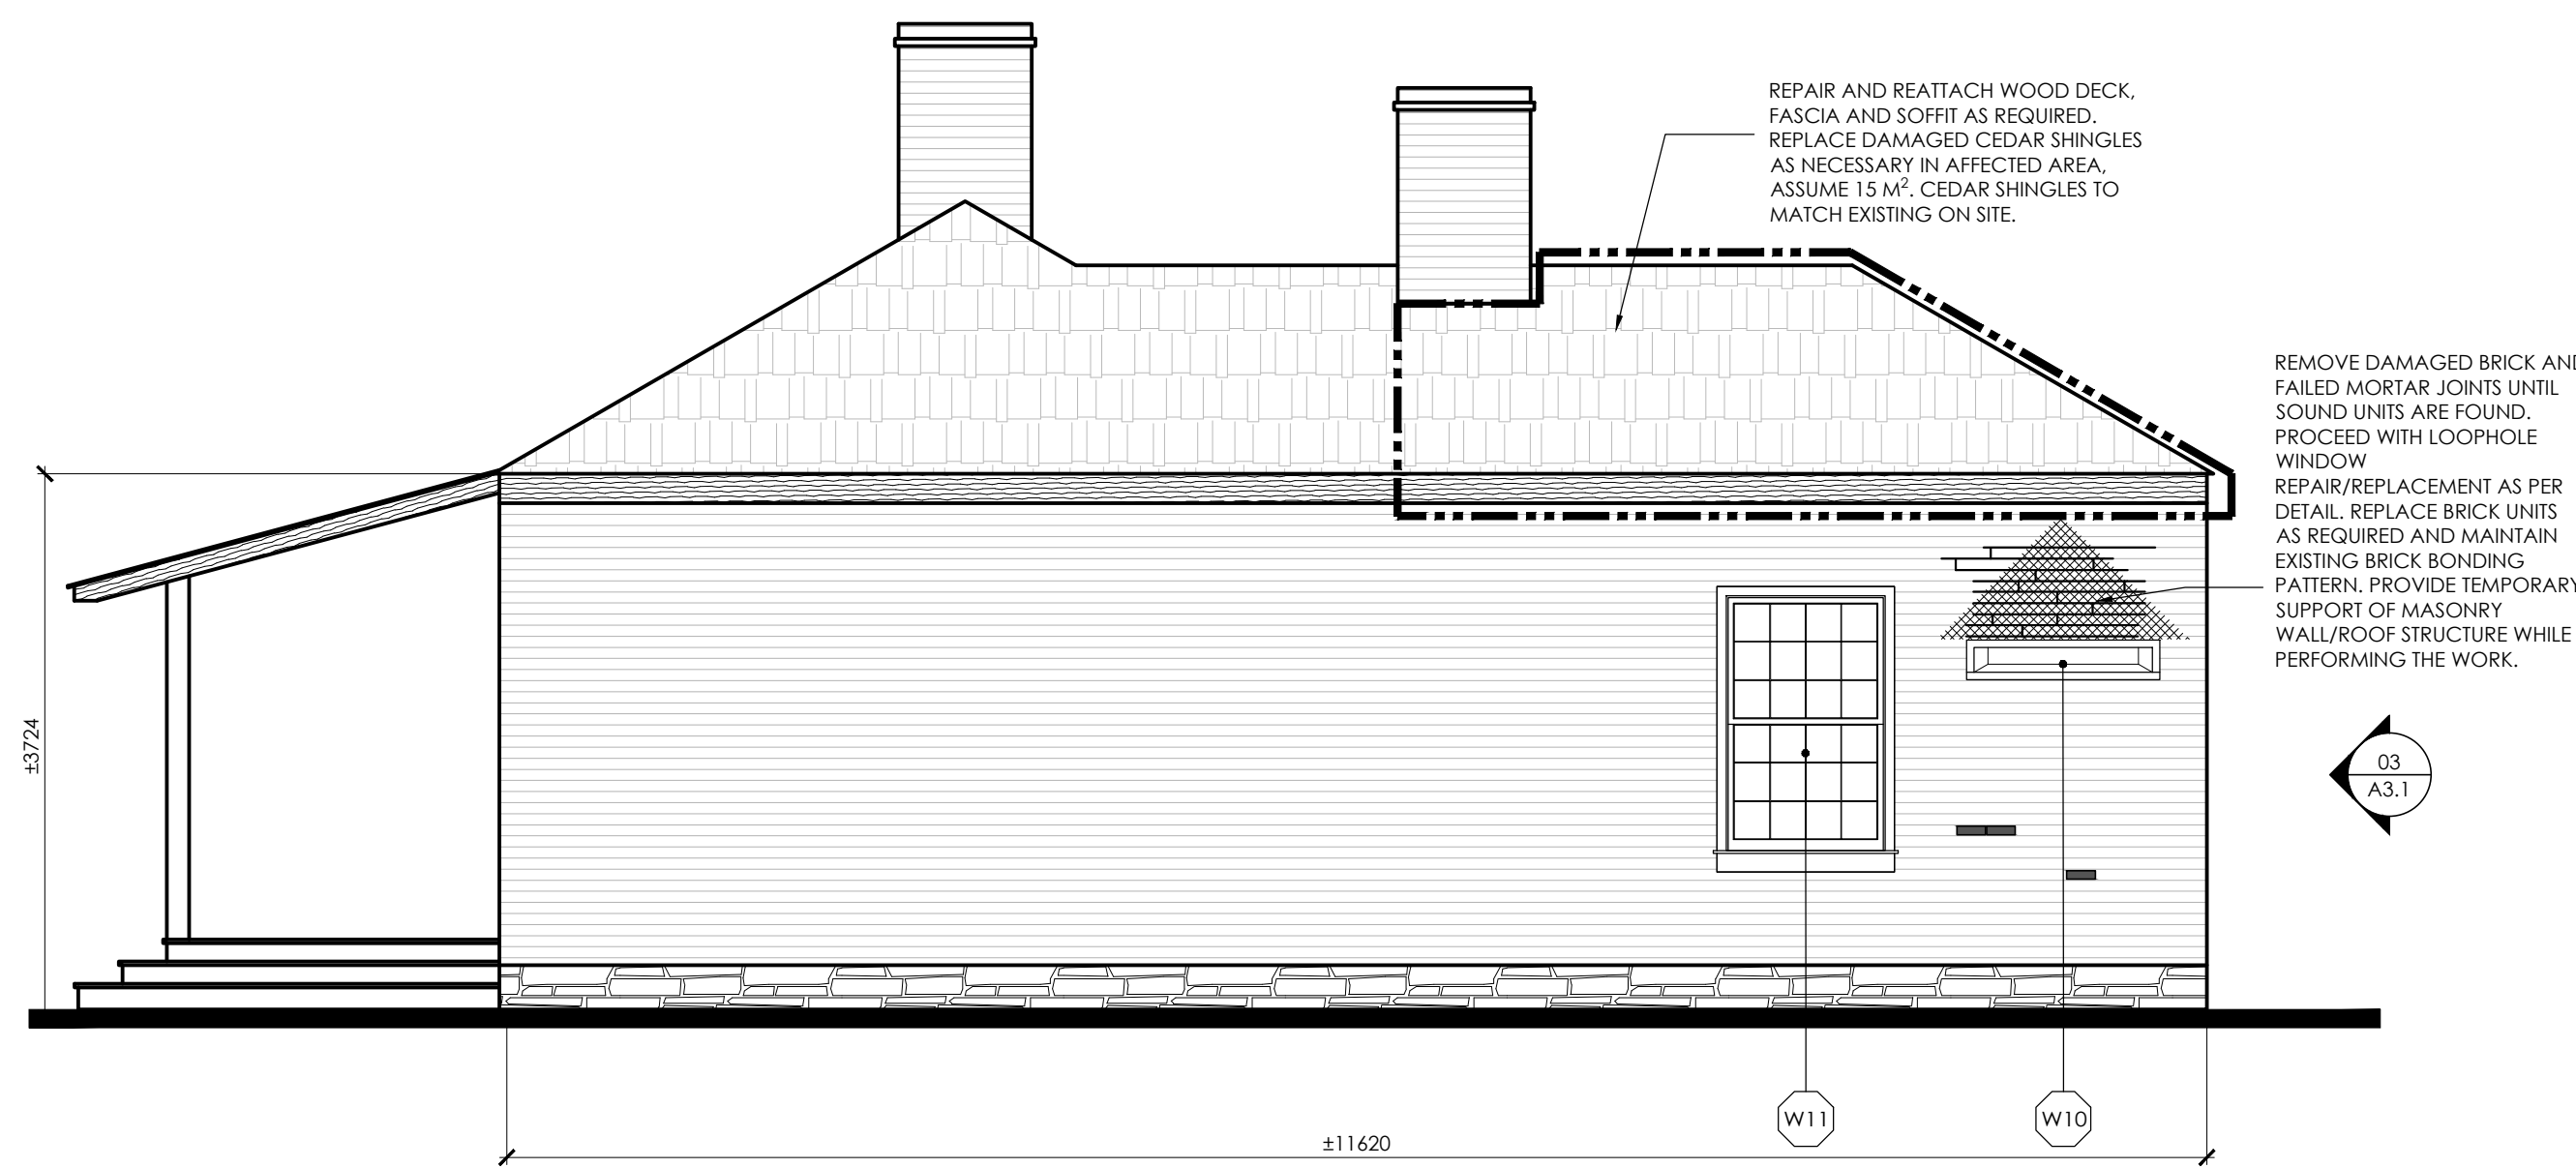 REPAIR AND REATTACH WOOD DECK,
FASCIA AND SOFFIT AS REQUIRED.
REPLACE DAMAGED CEDAR SHINGLES
AS NECESSARY IN AFFECTED AREA,
ASSUME 15 M². CEDAR SHINGLES TO
MATCH EXISTING ON SITE.
REMOVE DAMAGED BRICK AND
FAILED MORTAR JOINTS UNTIL
SOUND UNITS ARE FOUND.
PROCEED WITH LOOPHOLE
WINDOW
REPAIR/REPLACEMENT AS PER
DETAIL. REPLACE BRICK UNITS
AS REQUIRED AND MAINTAIN
EXISTING BRICK BONDING
PATTERN. PROVIDE TEMPORARY
SUPPORT OF MASONRY
WALL/ROOF STRUCTURE WHILE
PERFORMING THE WORK.
±3724
03
A3.1
W11
W10
±11620